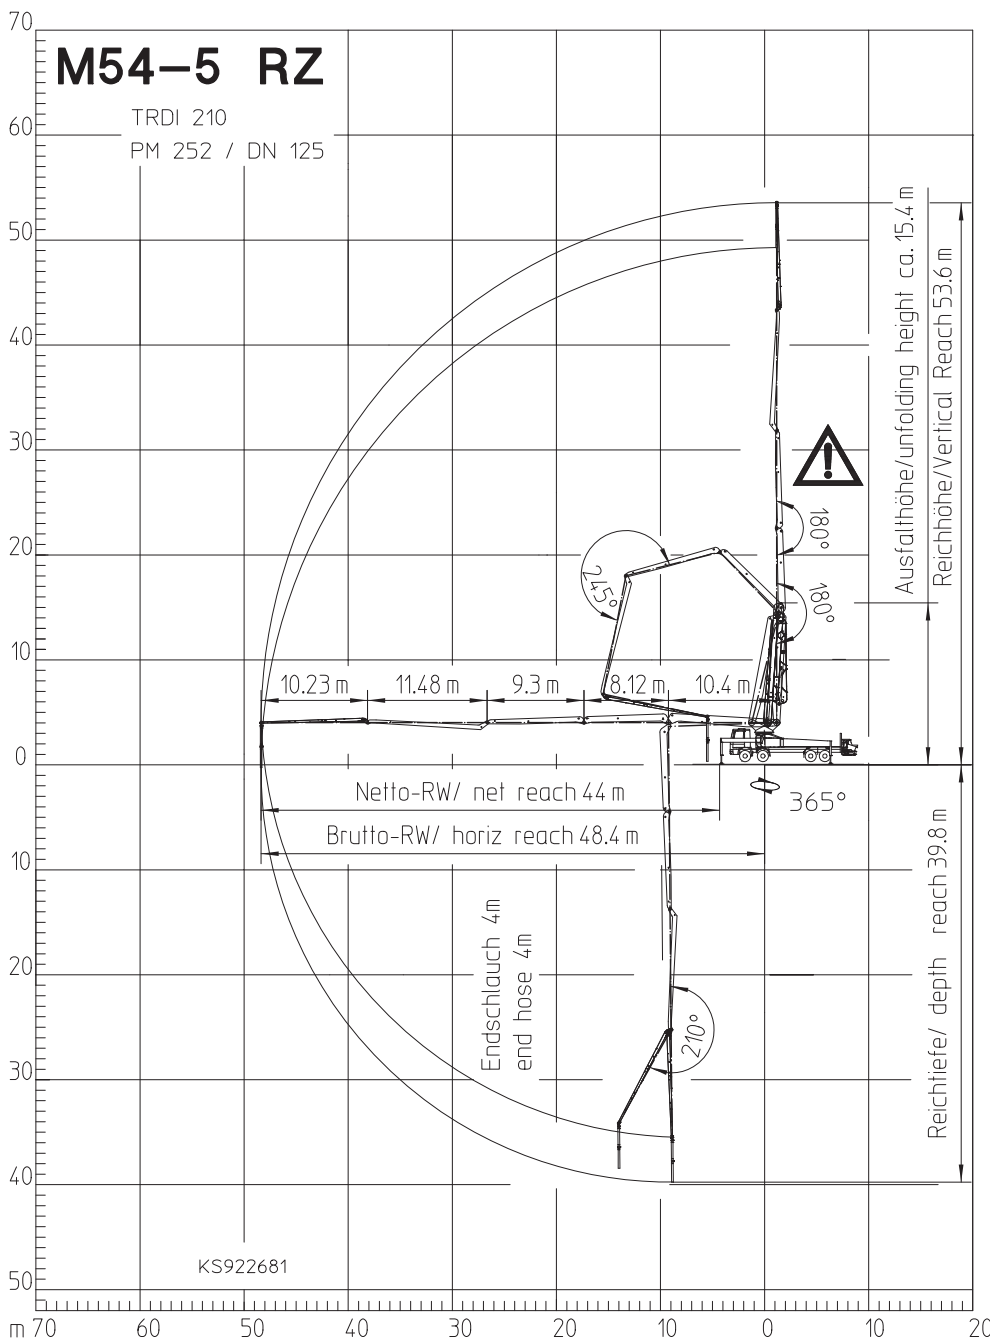 M54-5 RZ
TRDI 210
PM 252 / DN 125
70
60
50
40
30
20
10
0
10
20
30
40
50
Ausfalthöhe/unfolding height ca. 15.4 m
Reichhöhe/Vertical Reach 53.6 m
180°
180°
245°
10.23 m
11.48 m
9.3 m
8.12 m
10.4 m
Netto-RW/ net reach 44 m
365°
Brutto-RW/ horiz reach 48.4 m
Endschlauch 4m
end hose 4m
210°
Reichtiefe/ depth reach 39.8 m
KS922681
m 70 60 50 40 30 20 10 0 10 20